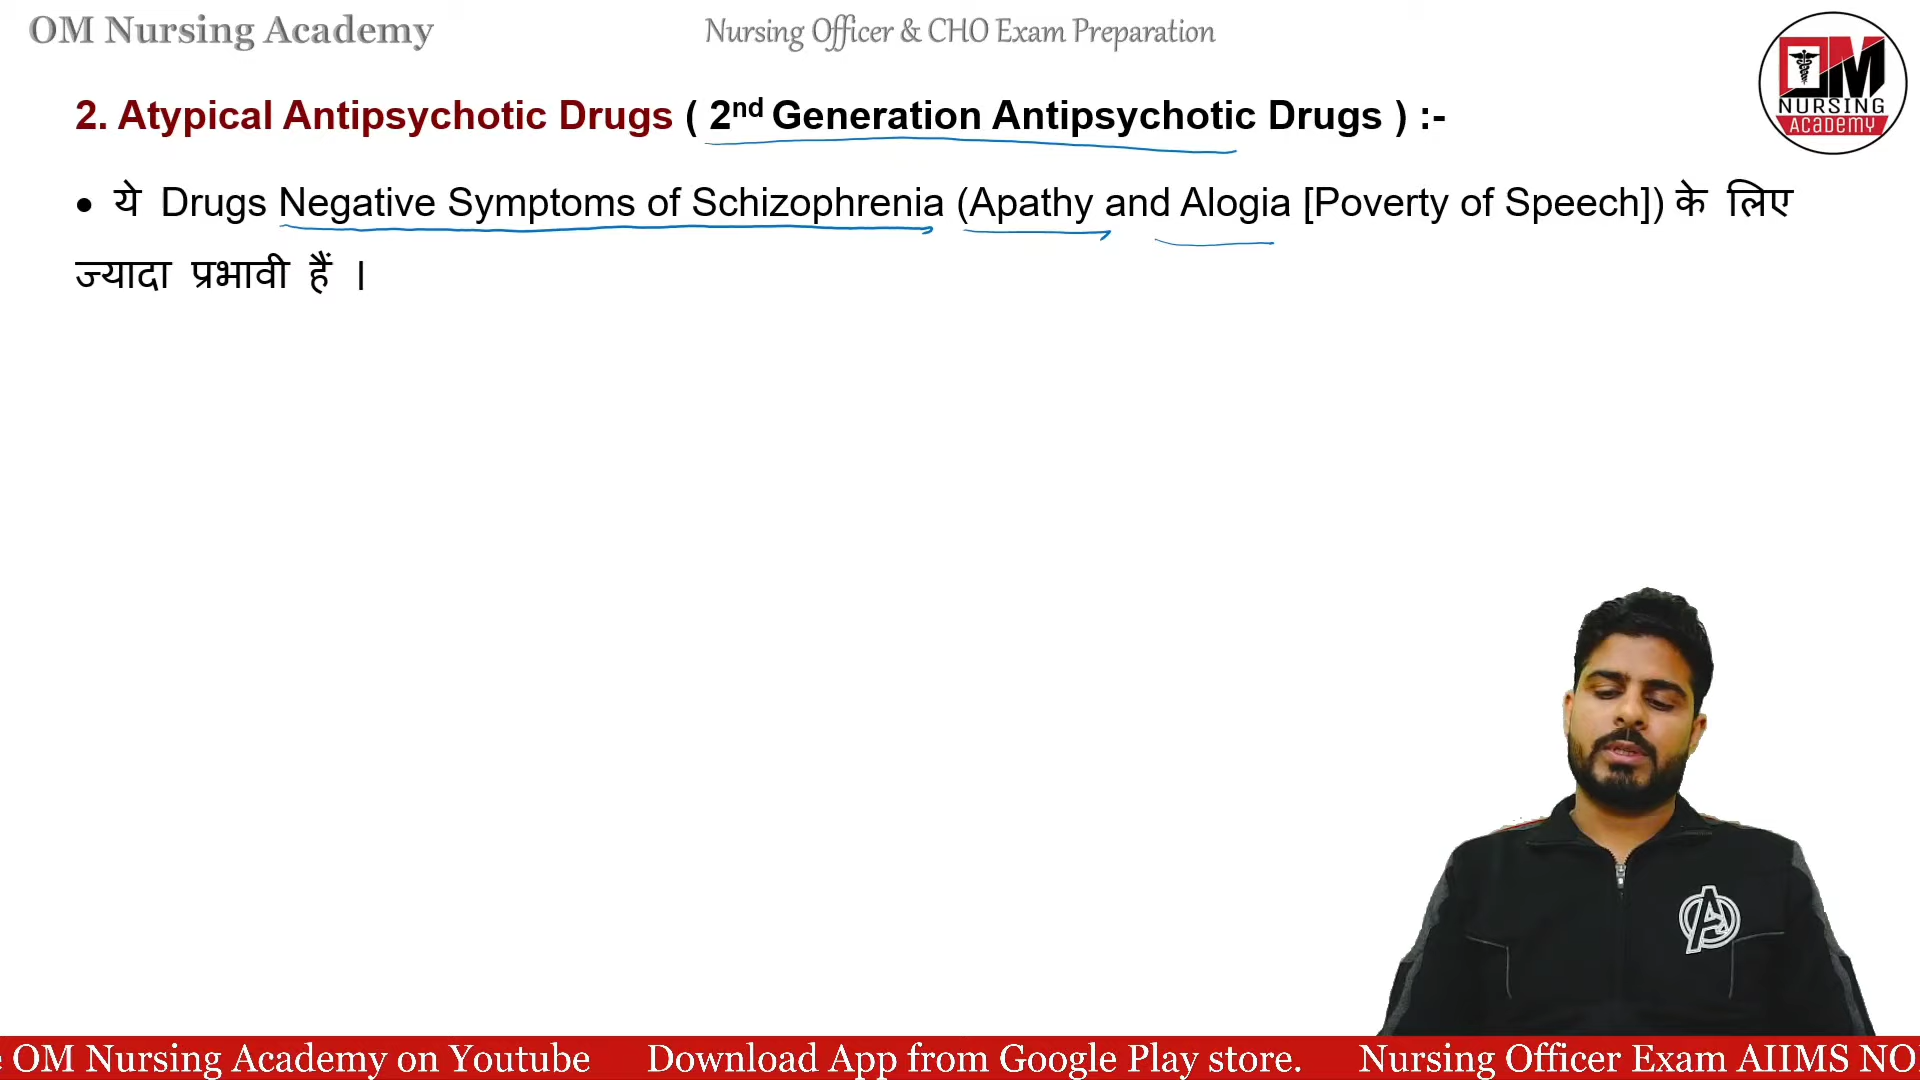 OM Nursing Academy
Nursing Officer & CHO Exam Preparation
OM
NURSING
ACADEMY
2. Atypical Antipsychotic Drugs ( 2nd Generation Antipsychotic Drugs ) :-
• ये Drugs Negative Symptoms of Schizophrenia (Apathy and Alogia [Poverty of Speech]) के लिए
ज्यादा प्रभावी हैं ।
OM Nursing Academy on Youtube Download App from Google Play store. Nursing Officer Exam AIIMS NO